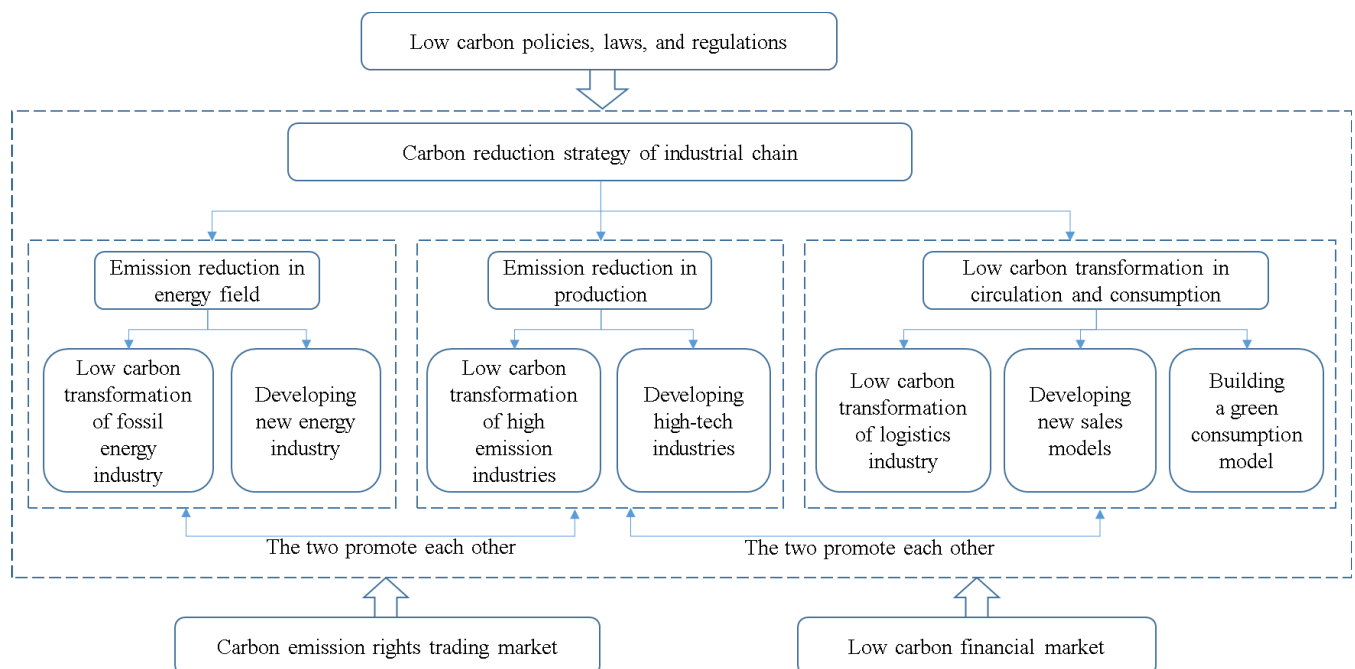 Low carbon policies, laws, and regulations
Carbon reduction strategy of industrial chain
Emission reduction in
energy field
Emission reduction in
production
Low carbon transformation in
circulation and consumption
Low carbon
transformation
of fossil
energy
industry
Developing
new energy
industry
Low carbon
transformation
of high
emission
industries
Developing
high-tech
industries
Low carbon
transformation
of logistics
industry
Developing
new sales
models
Building
a green
consumption
model
The two promote each other
The two promote each other
Carbon emission rights trading market
Low carbon financial market